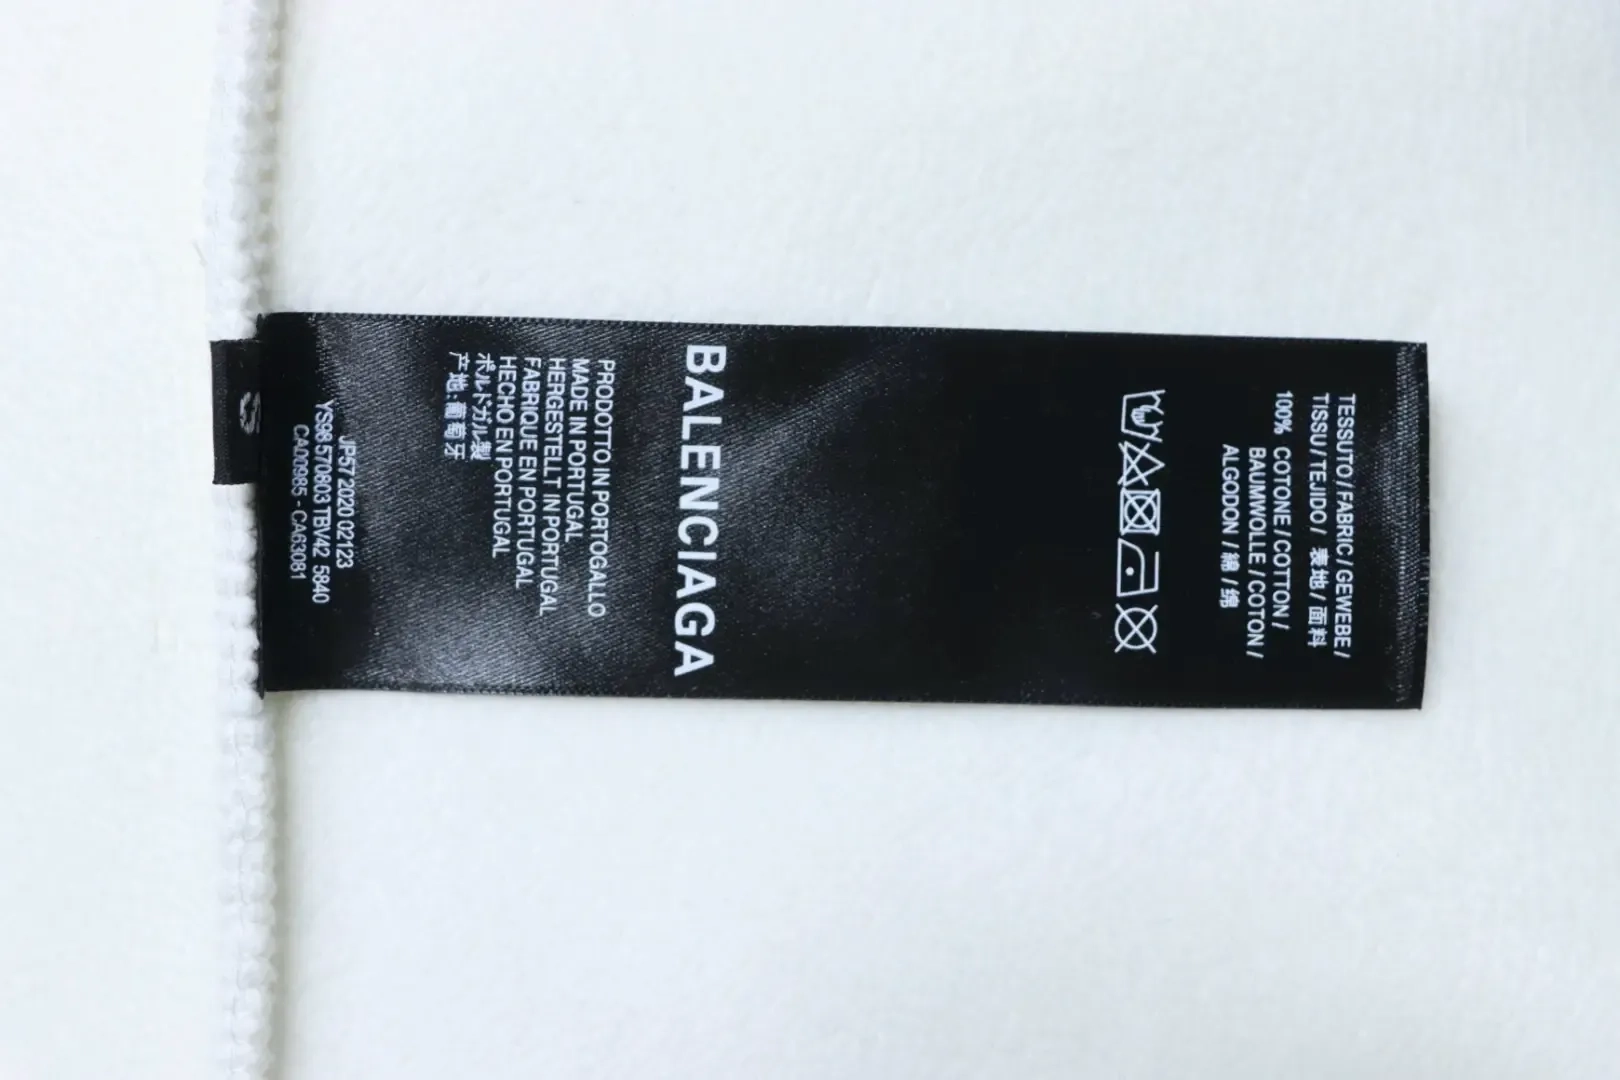 TESSUTO / FABRIC / GEWEBE /
TISSU / TEJIDO / 表地 / 面料
100% COTONE / COTTON /
BAUMWOLLE / COTON /
ALGODON / 綿 / 绵
BALENCIAGA
PRODOTTO IN PORTOGALLO
MADE IN PORTUGAL
HERGESTELLT IN PORTUGAL
FABRIQUE EN PORTUGAL
HECHO EN PORTUGAL
ポルトガル製
产地:葡萄牙
JP57 2020 02123
YS98 570803 TBV42 5840
CA00985 - CA63081
S